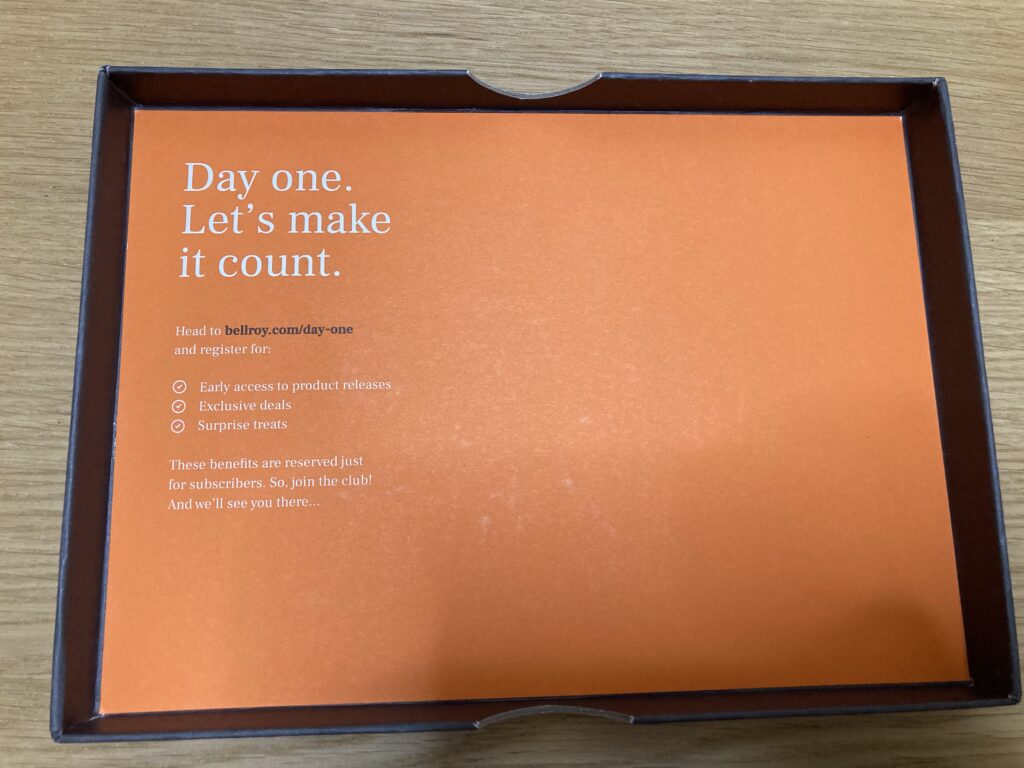 Day one.
Let’s make
it count.
Head to bellroy.com/day-one
and register for:
Early access to product releases
Exclusive deals
Surprise treats
These benefits are reserved just
for subscribers. So, join the club!
And we’ll see you there...